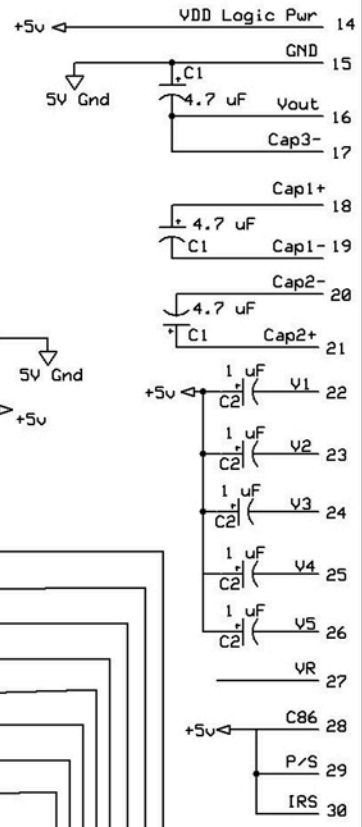 VDD Logic Pwr
+5v 14
GND
15
C1
5V Gnd 4.7 uF Vout 16
Cap3-
17
Cap1+
18
4.7 uF
C1 Cap1- 19
Cap2-
20
4.7 uF
C1 Cap2+
21
5V Gnd
1 uF
+5v C2 V1 22
+5v
1 uF
C2 V2 23
1 uF
C2 V3 24
1 uF
C2 V4 25
1 uF
C2 V5 26
VR
27
+5v C86 28
P/S
29
IRS
30